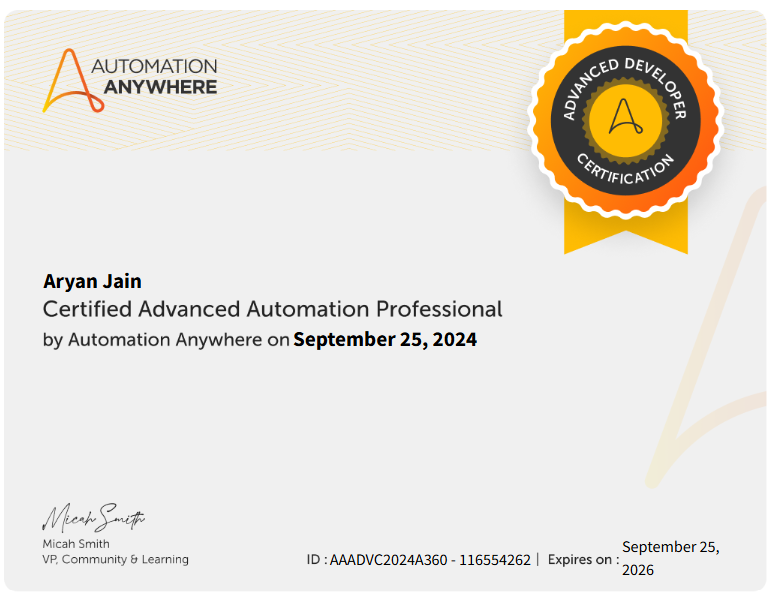 AUTOMATION
ANYWHERE
ADVANCED DEVELOPER
CERTIFICATION
Aryan Jain
Certified Advanced Automation Professional
by Automation Anywhere on September 25, 2024
Micah Smith
Micah Smith
VP, Community & Learning
ID : AAADVC2024A360 - 116554262 | Expires on : September 25,
2026